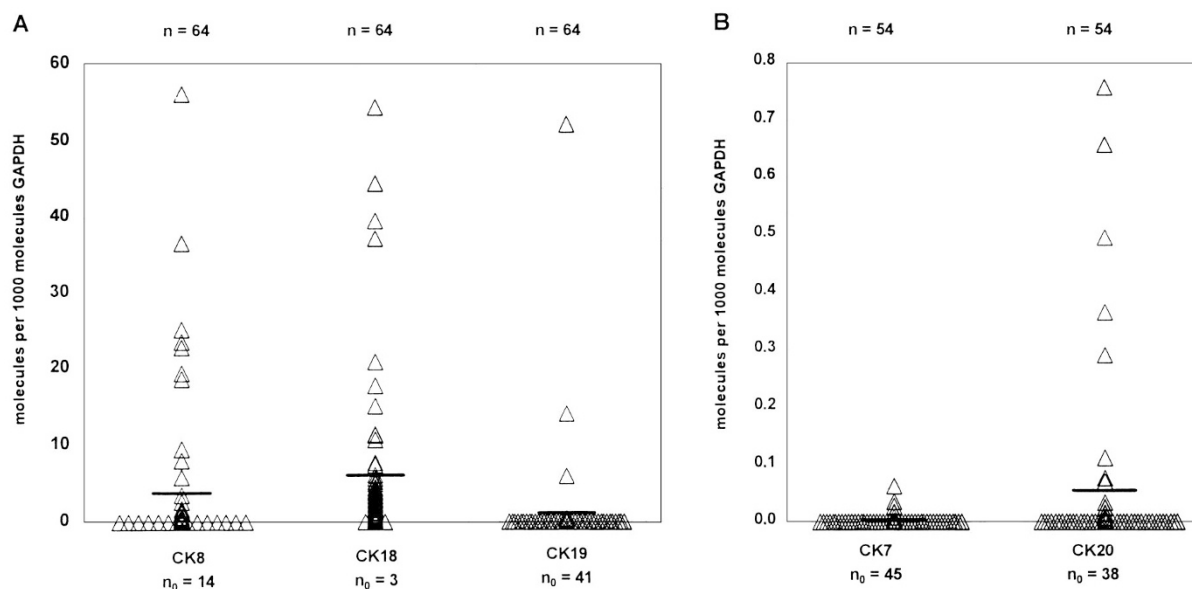 A
n = 64
n = 64
n = 64
molecules per 1000 molecules GAPDH
60
50
40
30
20
10
0
CK8
CK18
CK19
n₀ = 14
n₀ = 3
n₀ = 41
B
n = 54
n = 54
molecules per 1000 molecules GAPDH
0.8
0.7
0.6
0.5
0.4
0.3
0.2
0.1
0.0
CK7
CK20
n₀ = 45
n₀ = 38